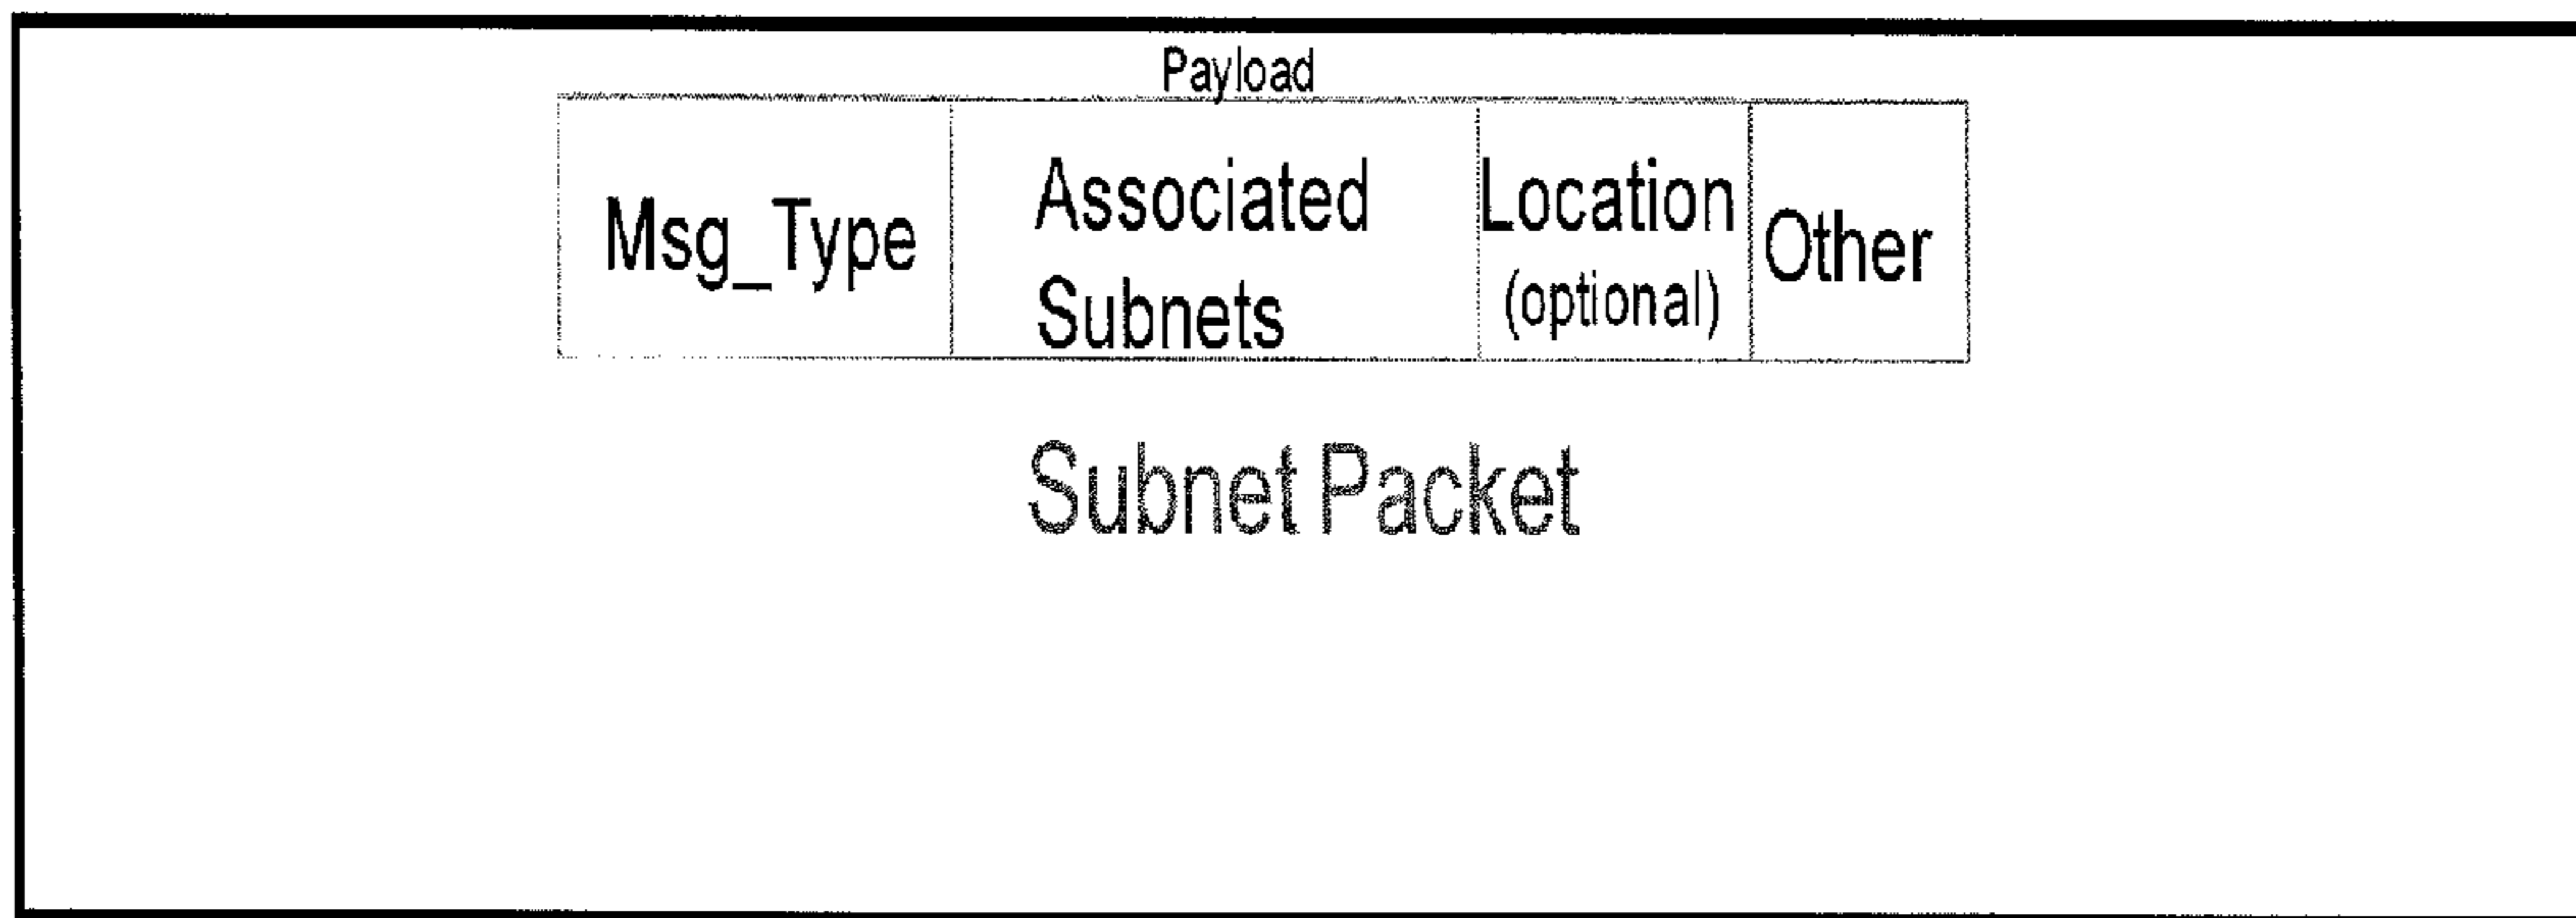 Payload
Msg_Type
Associated
Subnets
Location
(optional)
Other
Subnet Packet